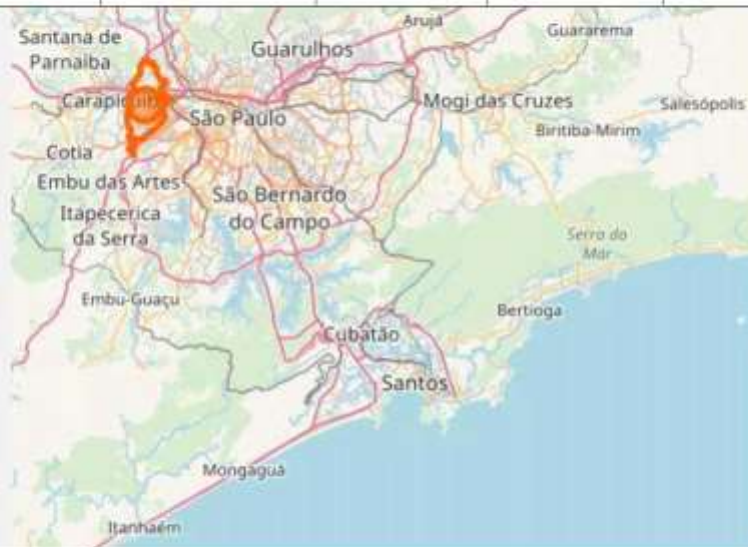 Santana de
Parnaíba
Guarulhos
Arujá
Guararema
Carapicuíba
São Paulo
Mogi das Cruzes
Salesópolis
Biritiba-Mirim
Cotia
Embu das Artes
São Bernardo
do Campo
Itapecerica
da Serra
Serra do
Mar
Embu-Guaçu
Bertioga
Cubatão
Santos
Mongaguá
Itanhaém